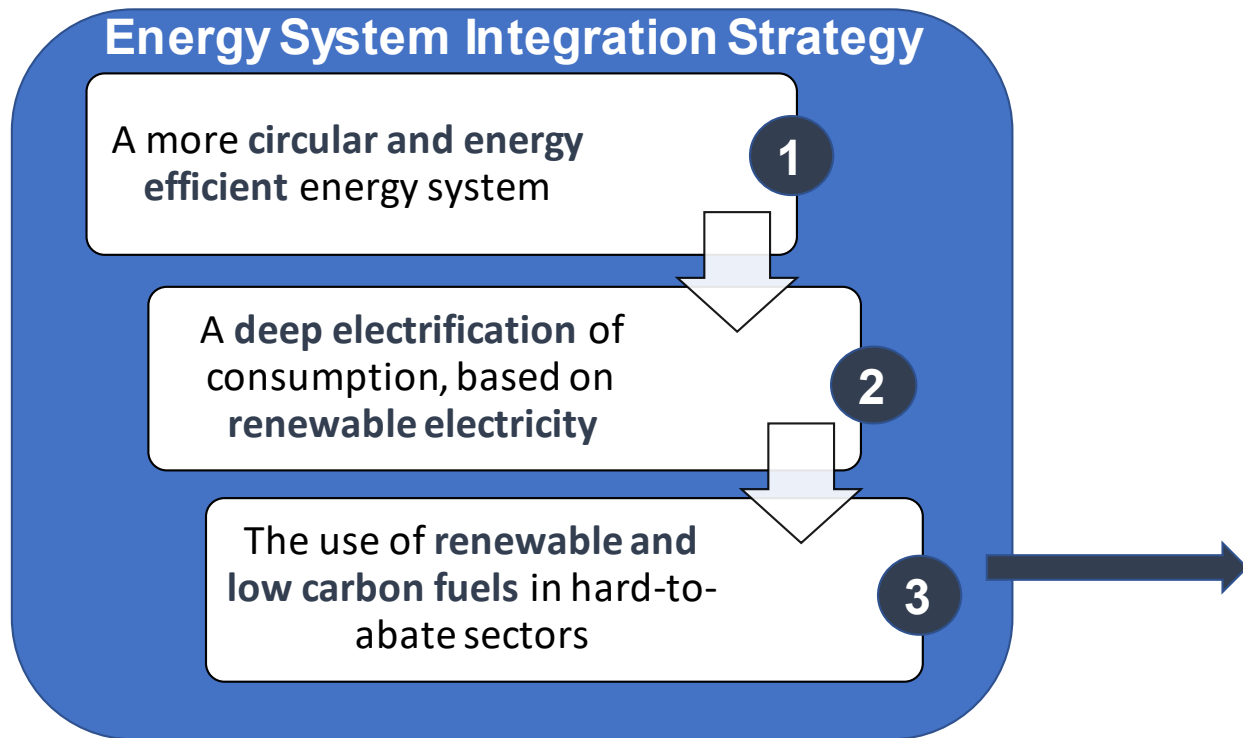 Energy System Integration Strategy
A more circular and energy
efficient energy system
1
A deep electrification of
consumption, based on
renewable electricity
2
The use of renewable and
low carbon fuels in hard-to-
abate sectors
3